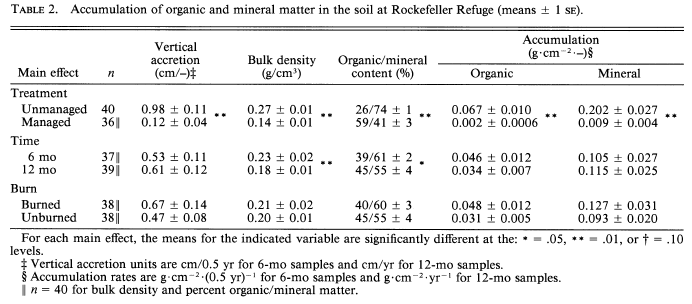 TABLE 2. Accumulation of organic and mineral matter in the soil at Rockefeller Refuge (means ± 1 SE).
Main effect n Vertical accretion (cm/–)‡ Bulk density (g/cm³) Organic/mineral content (%) Accumulation (g·cm⁻²·–)§ Organic Mineral
Treatment
Unmanaged 40 0.98 ± 0.11 ** 0.27 ± 0.01 ** 26/74 ± 1 ** 0.067 ± 0.010 ** 0.202 ± 0.027 **
Managed 36‖ 0.12 ± 0.04 0.14 ± 0.01 59/41 ± 3 0.002 ± 0.0006 0.009 ± 0.004
Time
6 mo 37‖ 0.53 ± 0.11 0.23 ± 0.02 ** 39/61 ± 2 * 0.046 ± 0.012 0.105 ± 0.027
12 mo 39‖ 0.61 ± 0.12 0.18 ± 0.01 45/55 ± 4 0.034 ± 0.007 0.115 ± 0.025
Burn
Burned 38‖ 0.67 ± 0.14 0.21 ± 0.02 40/60 ± 3 0.048 ± 0.012 0.127 ± 0.031
Unburned 38‖ 0.47 ± 0.08 0.20 ± 0.01 45/55 ± 4 0.031 ± 0.005 0.093 ± 0.020
For each main effect, the means for the indicated variable are significantly different at the: * = .05, ** = .01, or † = .10
levels.
‡ Vertical accretion units are cm/0.5 yr for 6-mo samples and cm/yr for 12-mo samples.
§ Accumulation rates are g·cm⁻²·(0.5 yr)⁻¹ for 6-mo samples and g·cm⁻²·yr⁻¹ for 12-mo samples.
‖ n = 40 for bulk density and percent organic/mineral matter.